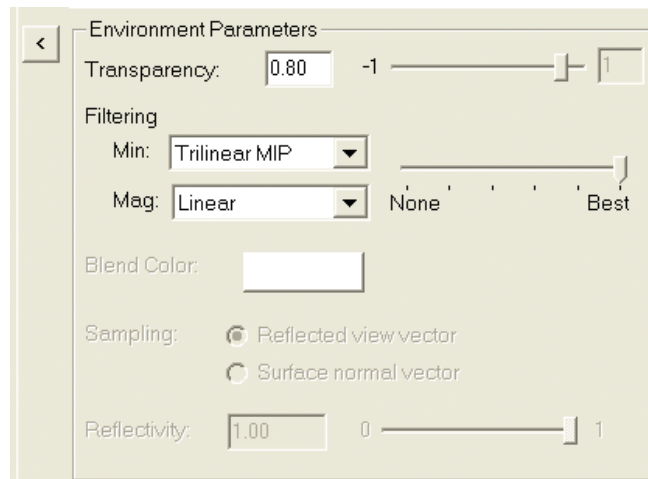 <
Environment Parameters
Transparency: 0.80 -1 1
Filtering
Min: Trilinear MIP
Mag: Linear None Best
Blend Color:
Sampling: Reflected view vector
Surface normal vector
Reflectivity: 1.00 0 1